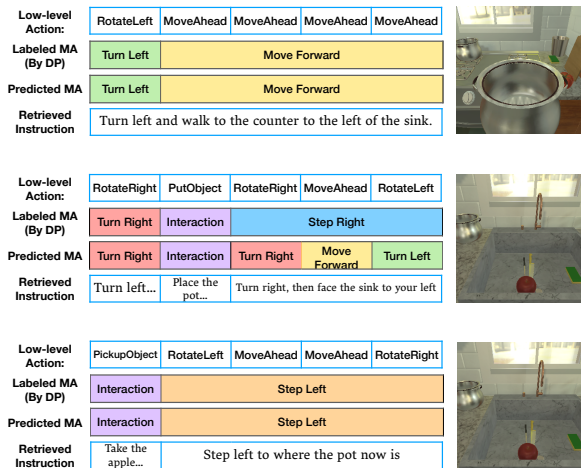 Low-level Action: RotateLeft MoveAhead MoveAhead MoveAhead MoveAhead
Labeled MA (By DP) Turn Left Move Forward
Predicted MA Turn Left Move Forward
Retrieved Instruction Turn left and walk to the counter to the left of the sink.
Low-level Action: RotateRight PutObject RotateRight MoveAhead RotateLeft
Labeled MA (By DP) Turn Right Interaction Step Right
Predicted MA Turn Right Interaction Turn Right Move Forward Turn Left
Retrieved Instruction Turn left... Place the pot... Turn right, then face the sink to your left
Low-level Action: PickupObject RotateLeft MoveAhead MoveAhead RotateRight
Labeled MA (By DP) Interaction Step Left
Predicted MA Interaction Step Left
Retrieved Instruction Take the apple... Step left to where the pot now is